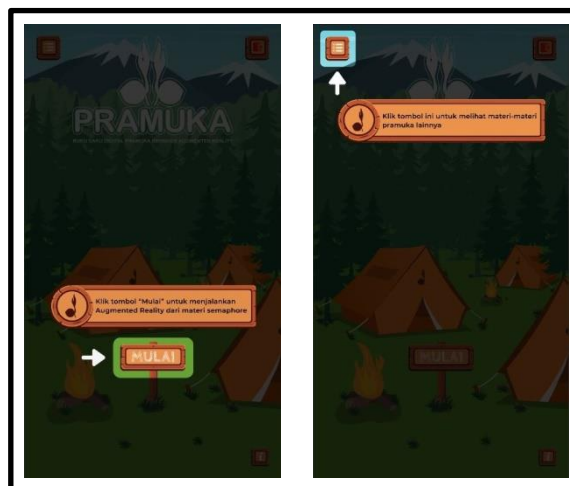 PRAMUKA
Klik tombol "Mulai" untuk menjalankan
Augmented Reality dari materi semaphore
MULAI
Klik tombol ini untuk melihat materi-materi
pramuka lainnya
MULAI